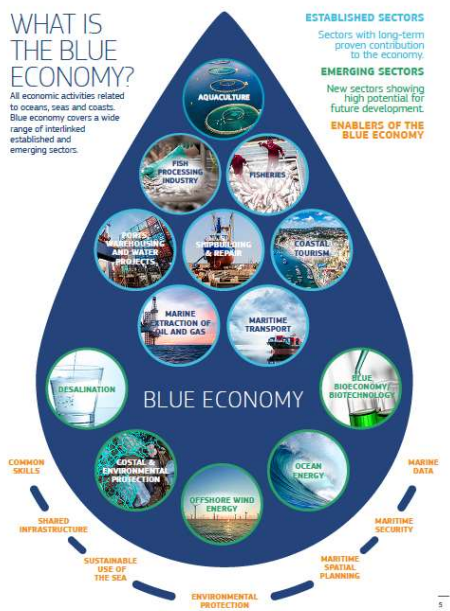 WHAT IS
THE BLUE
ECONOMY?
All economic activities related
to oceans, seas and coasts.
Blue economy covers a wide
range of interlinked
established and
emerging sectors.
ESTABLISHED SECTORS
Sectors with long-term
proven contribution
to the economy.
EMERGING SECTORS
New sectors showing
high potential for
future development.
ENABLERS OF THE
BLUE ECONOMY
AQUACULTURE
FISH
PROCESSING
INDUSTRY
FISHERIES
PORTS,
WAREHOUSING
AND WATER
PROJECTS
SHIPBUILDING
& REPAIR
COASTAL
TOURISM
MARINE
EXTRACTION OF
OIL AND GAS
MARITIME
TRANSPORT
DESALINATION
BLUE ECONOMY
BLUE
BIOECONOMY/
BIOTECHNOLOGY
COSTAL &
ENVIRONMENTAL
PROTECTION
OFFSHORE WIND
ENERGY
OCEAN
ENERGY
COMMON
SKILLS
SHARED
INFRASTRUCTURE
SUSTAINABLE
USE OF
THE SEA
ENVIRONMENTAL
PROTECTION
MARITIME
SPATIAL
PLANNING
MARITIME
SECURITY
MARINE
DATA
5